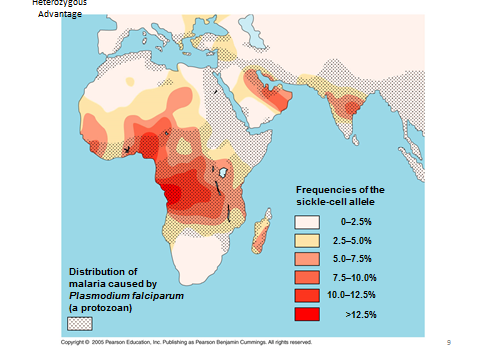 Heterozygous
Advantage
Frequencies of the
sickle-cell allele
0–2.5%
2.5–5.0%
5.0–7.5%
7.5–10.0%
10.0–12.5%
>12.5%
Distribution of
malaria caused by
Plasmodium falciparum
(a protozoan)
Copyright © 2005 Pearson Education, Inc. Publishing as Pearson Benjamin Cummings. All rights reserved.
9